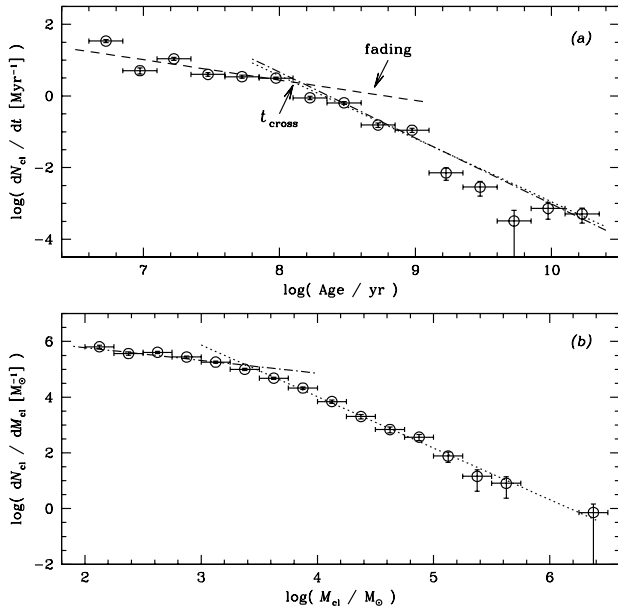 2
0
−2
−4
log( dN_cl / dt [Myr⁻¹] )
(a)
fading
t_cross
7
8
9
10
log( Age / yr )
6
4
2
0
−2
log( dN_cl / dM_cl [M_⊙⁻¹] )
(b)
2
3
4
5
6
log( M_cl / M_⊙ )